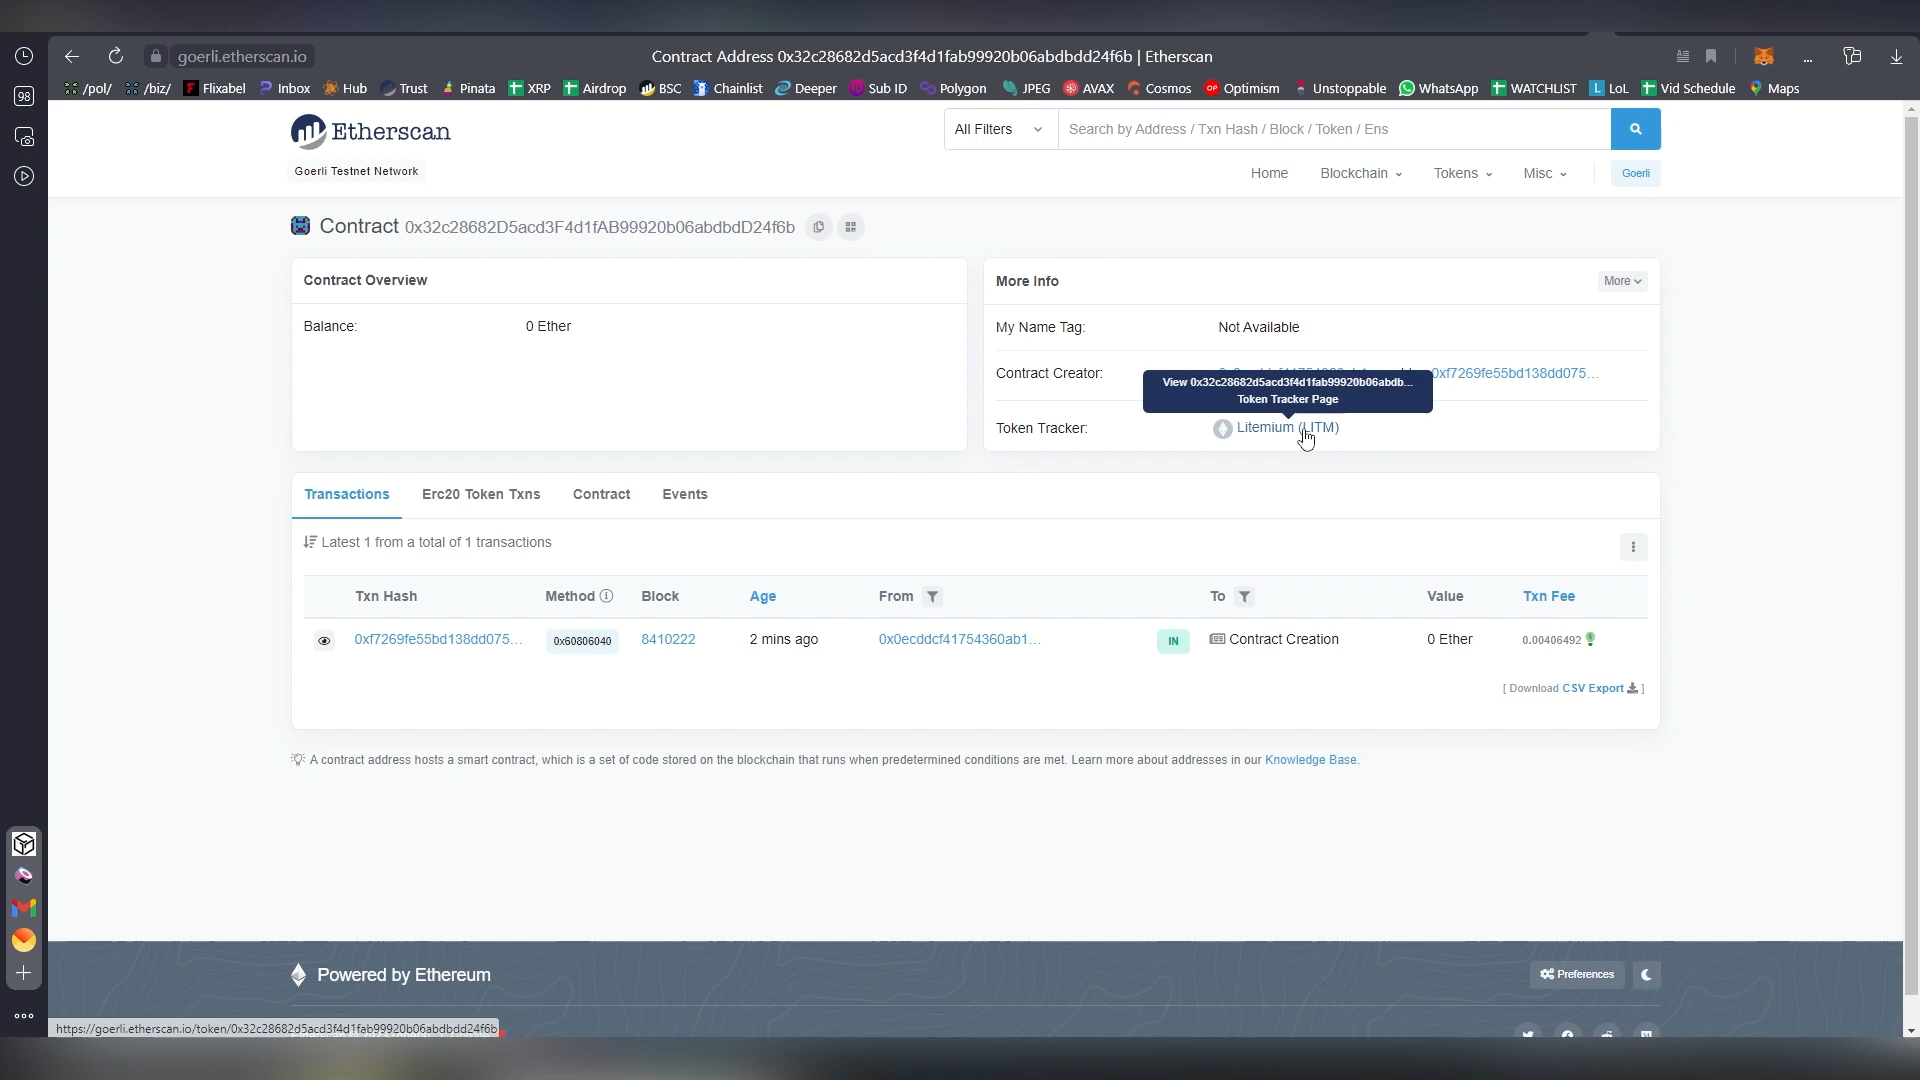 goerli.etherscan.io
Contract Address 0x32c28682d5acd3f4d1fab99920b06abdbdd24f6b | Etherscan
98
/pol/ /biz/ Flixabel Inbox Hub Trust Pinata XRP Airdrop BSC Chainlist Deeper Sub ID Polygon JPEG AVAX Cosmos Optimism Unstoppable WhatsApp WATCHLIST LoL Vid Schedule Maps
Etherscan
All Filters
Search by Address / Txn Hash / Block / Token / Ens
Goerli Testnet Network
Home Blockchain Tokens Misc Goerli
Contract 0x32c28682D5acd3F4d1fAB99920b06abdbdD24f6b
Contract Overview
Balance: 0 Ether
More Info
More
My Name Tag: Not Available
Contract Creator: 0xf7269fe55bd138dd075...
View 0x32c28682d5acd3f4d1fab99920b06abdb...
Token Tracker Page
Token Tracker: Litemium (LITM)
Transactions Erc20 Token Txns Contract Events
Latest 1 from a total of 1 transactions
Txn Hash Method Block Age From To Value Txn Fee
0xf7269fe55bd138dd075... 0x60806040 8410222 2 mins ago 0x0ecddcf41754360ab1... IN Contract Creation 0 Ether 0.00406492
[ Download CSV Export ]
A contract address hosts a smart contract, which is a set of code stored on the blockchain that runs when predetermined conditions are met. Learn more about addresses in our Knowledge Base.
Powered by Ethereum
Preferences
https://goerli.etherscan.io/token/0x32c28682d5acd3f4d1fab99920b06abdbdd24f6b